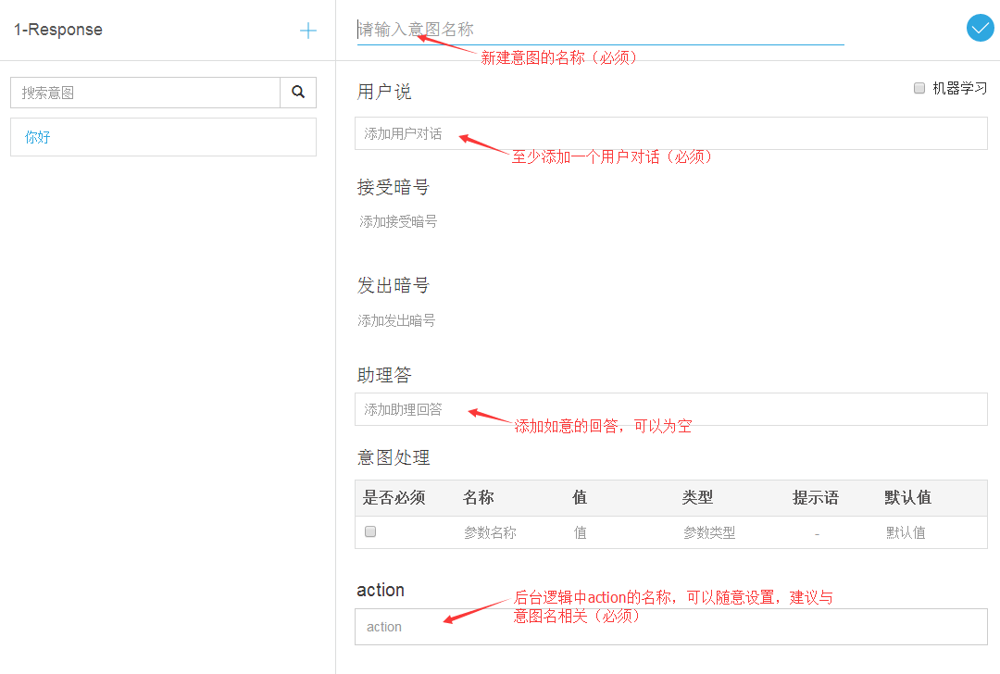 1-Response
搜索意图
你好
请输入意图名称
新建意图的名称（必须）
用户说
机器学习
添加用户对话
至少添加一个用户对话（必须）
接受暗号
添加接受暗号
发出暗号
添加发出暗号
助理答
添加助理回答
添加如意的回答，可以为空
意图处理
是否必须 名称 值 类型 提示语 默认值
参数名称 值 参数类型 - 默认值
action
后台逻辑中action的名称，可以随意设置，建议与
意图名相关（必须）
action